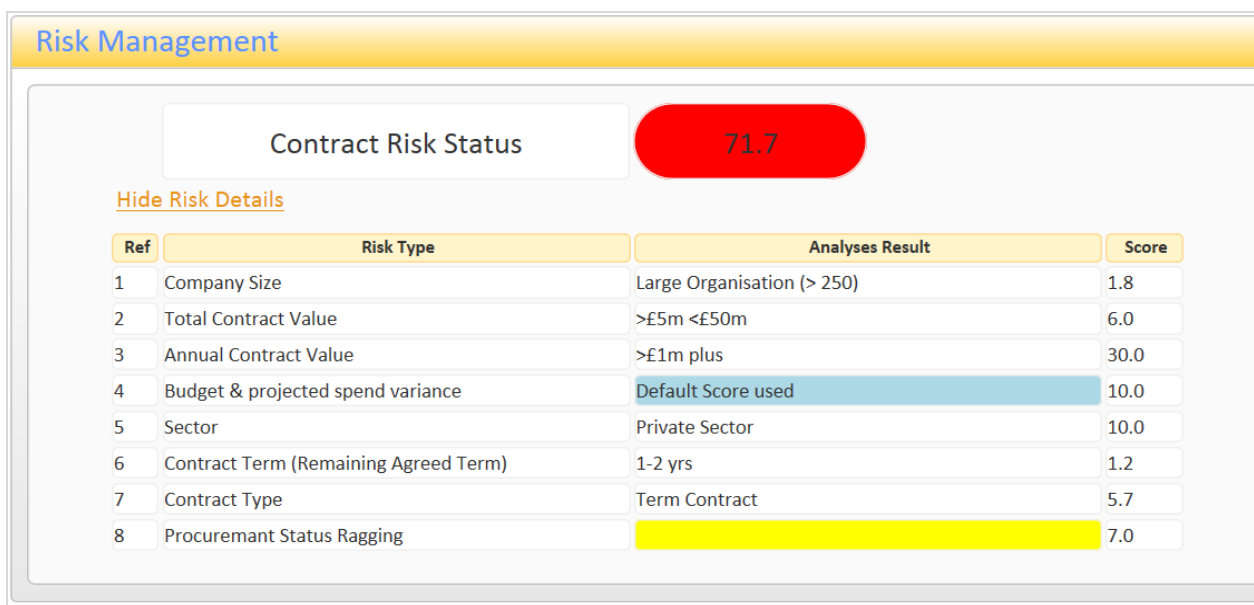 Risk Management
Contract Risk Status 71.7
Hide Risk Details
Ref Risk Type Analyses Result Score
1 Company Size Large Organisation (> 250) 1.8
2 Total Contract Value >£5m <£50m 6.0
3 Annual Contract Value >£1m plus 30.0
4 Budget & projected spend variance Default Score used 10.0
5 Sector Private Sector 10.0
6 Contract Term (Remaining Agreed Term) 1-2 yrs 1.2
7 Contract Type Term Contract 5.7
8 Procuremant Status Ragging 7.0